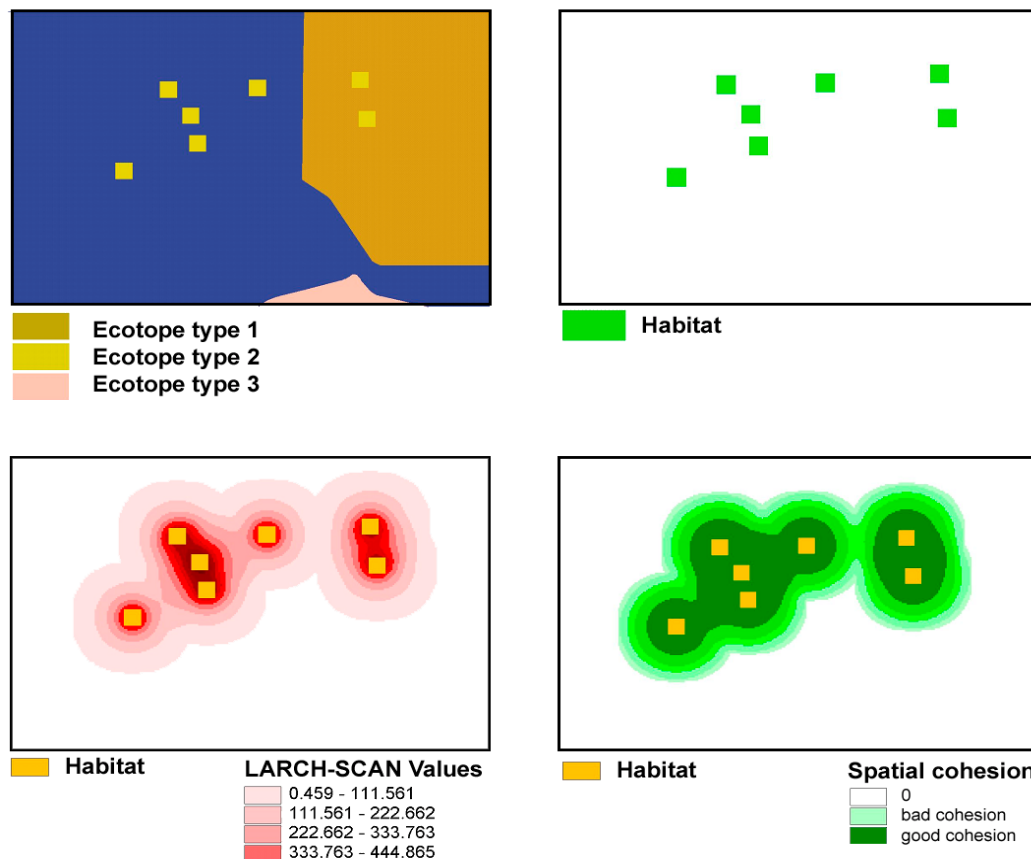 Ecotope type 1
Ecotope type 2
Ecotope type 3
Habitat
Habitat
LARCH-SCAN Values
0.459 - 111.561
111.561 - 222.662
222.662 - 333.763
333.763 - 444.865
Habitat
Spatial cohesion
0
bad cohesion
good cohesion